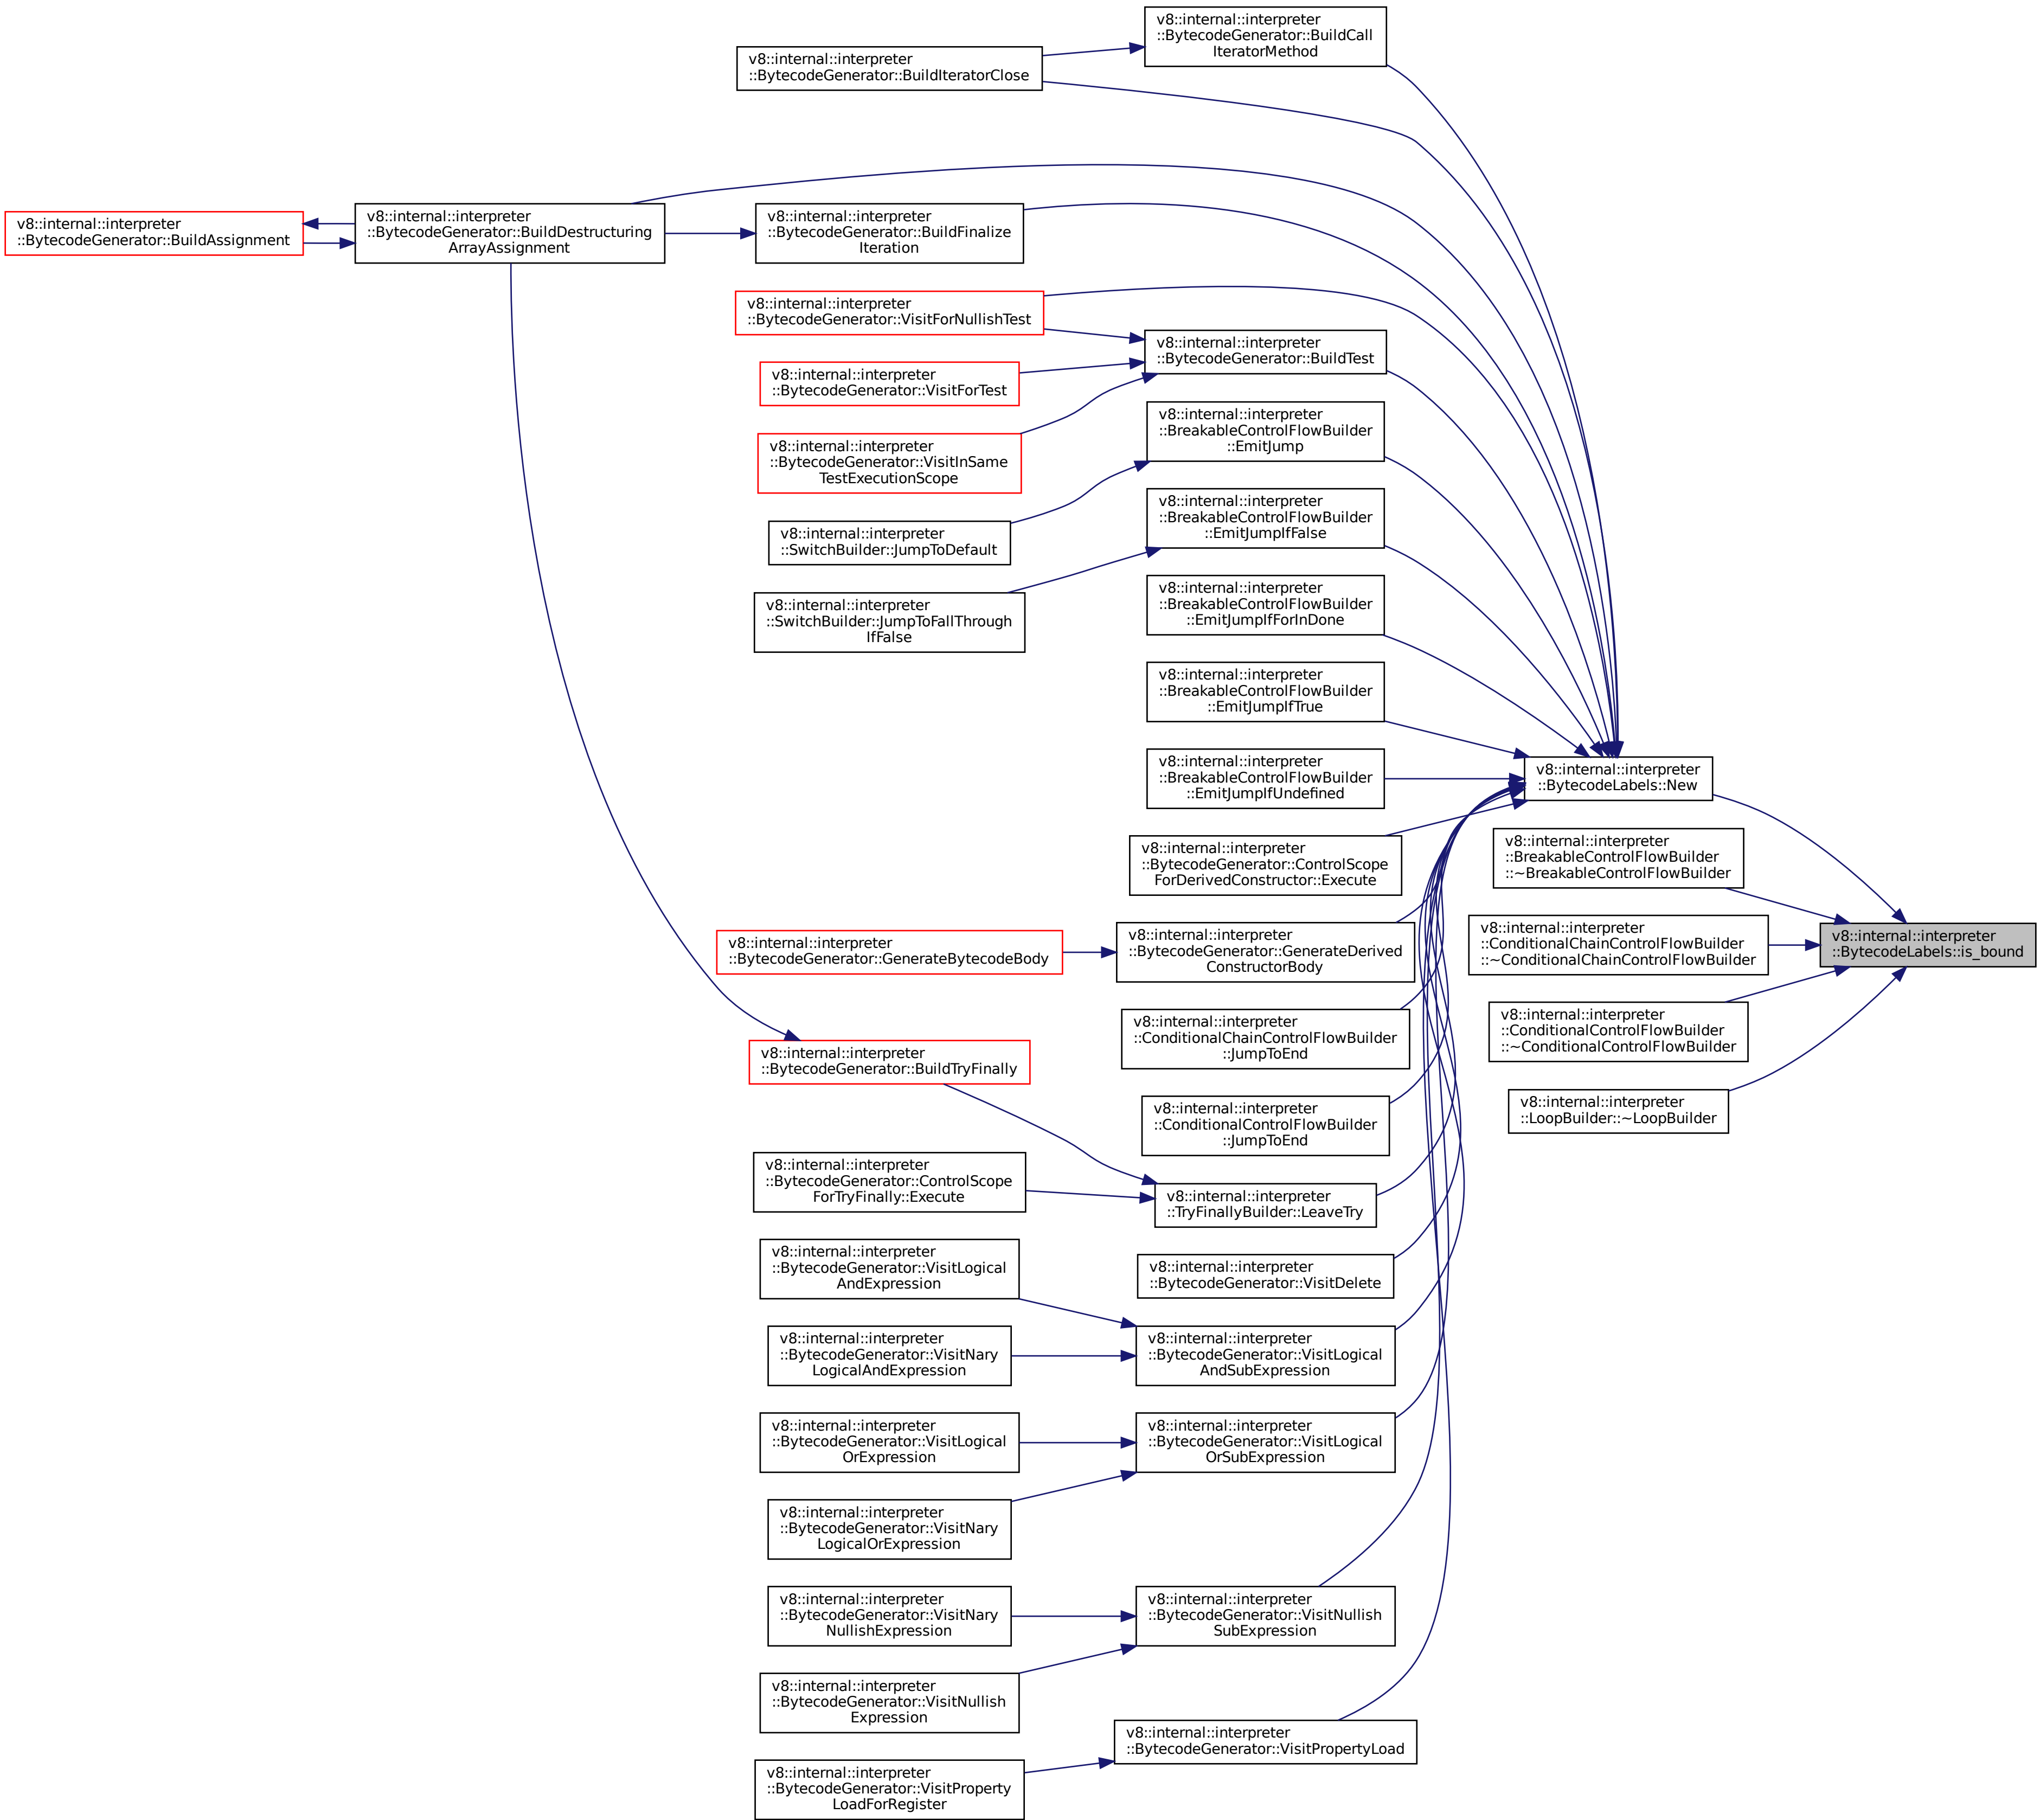 v8::internal::interpreter
::BytecodeGenerator::BuildCall
IteratorMethod
v8::internal::interpreter
::BytecodeGenerator::BuildIteratorClose
v8::internal::interpreter
::BytecodeGenerator::BuildAssignment
v8::internal::interpreter
::BytecodeGenerator::BuildDestructuring
ArrayAssignment
v8::internal::interpreter
::BytecodeGenerator::BuildFinalize
Iteration
v8::internal::interpreter
::BytecodeGenerator::VisitForNullishTest
v8::internal::interpreter
::BytecodeGenerator::BuildTest
v8::internal::interpreter
::BytecodeGenerator::VisitForTest
v8::internal::interpreter
::BreakableControlFlowBuilder
::EmitJump
v8::internal::interpreter
::BytecodeGenerator::VisitInSame
TestExecutionScope
v8::internal::interpreter
::BreakableControlFlowBuilder
::EmitJumpIfFalse
v8::internal::interpreter
::SwitchBuilder::JumpToDefault
v8::internal::interpreter
::BreakableControlFlowBuilder
::EmitJumpIfForInDone
v8::internal::interpreter
::SwitchBuilder::JumpToFallThrough
IfFalse
v8::internal::interpreter
::BreakableControlFlowBuilder
::EmitJumpIfTrue
v8::internal::interpreter
::BreakableControlFlowBuilder
::EmitJumpIfUndefined
v8::internal::interpreter
::BytecodeLabels::New
v8::internal::interpreter
::BytecodeGenerator::ControlScope
ForDerivedConstructor::Execute
v8::internal::interpreter
::BreakableControlFlowBuilder
::~BreakableControlFlowBuilder
v8::internal::interpreter
::BytecodeGenerator::GenerateBytecodeBody
v8::internal::interpreter
::BytecodeGenerator::GenerateDerived
ConstructorBody
v8::internal::interpreter
::ConditionalChainControlFlowBuilder
::~ConditionalChainControlFlowBuilder
v8::internal::interpreter
::BytecodeLabels::is_bound
v8::internal::interpreter
::ConditionalChainControlFlowBuilder
::JumpToEnd
v8::internal::interpreter
::ConditionalControlFlowBuilder
::~ConditionalControlFlowBuilder
v8::internal::interpreter
::BytecodeGenerator::BuildTryFinally
v8::internal::interpreter
::ConditionalControlFlowBuilder
::JumpToEnd
v8::internal::interpreter
::LoopBuilder::~LoopBuilder
v8::internal::interpreter
::BytecodeGenerator::ControlScope
ForTryFinally::Execute
v8::internal::interpreter
::TryFinallyBuilder::LeaveTry
v8::internal::interpreter
::BytecodeGenerator::VisitLogical
AndExpression
v8::internal::interpreter
::BytecodeGenerator::VisitDelete
v8::internal::interpreter
::BytecodeGenerator::VisitNary
LogicalAndExpression
v8::internal::interpreter
::BytecodeGenerator::VisitLogical
AndSubExpression
v8::internal::interpreter
::BytecodeGenerator::VisitLogical
OrExpression
v8::internal::interpreter
::BytecodeGenerator::VisitLogical
OrSubExpression
v8::internal::interpreter
::BytecodeGenerator::VisitNary
LogicalOrExpression
v8::internal::interpreter
::BytecodeGenerator::VisitNary
NullishExpression
v8::internal::interpreter
::BytecodeGenerator::VisitNullish
SubExpression
v8::internal::interpreter
::BytecodeGenerator::VisitNullish
Expression
v8::internal::interpreter
::BytecodeGenerator::VisitPropertyLoad
v8::internal::interpreter
::BytecodeGenerator::VisitProperty
LoadForRegister